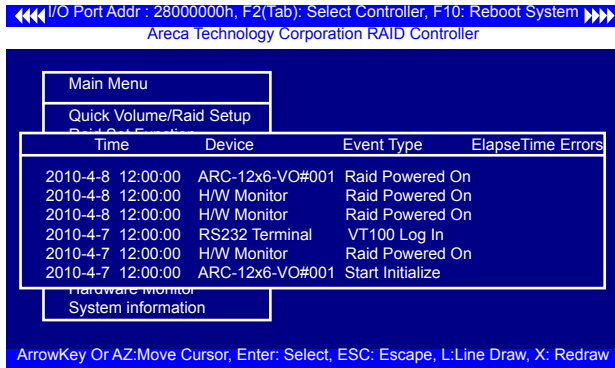 I/O Port Addr : 28000000h, F2(Tab): Select Controller, F10: Reboot System
Areca Technology Corporation RAID Controller
Main Menu
Quick Volume/Raid Setup
Raid Set Function
Time Device Event Type ElapseTime Errors
2010-4-8 12:00:00 ARC-12x6-VO#001 Raid Powered On
2010-4-8 12:00:00 H/W Monitor Raid Powered On
2010-4-8 12:00:00 H/W Monitor Raid Powered On
2010-4-7 12:00:00 RS232 Terminal VT100 Log In
2010-4-7 12:00:00 H/W Monitor Raid Powered On
2010-4-7 12:00:00 ARC-12x6-VO#001 Start Initialize
Hardware Monitor
System information
ArrowKey Or AZ:Move Cursor, Enter: Select, ESC: Escape, L:Line Draw, X: Redraw